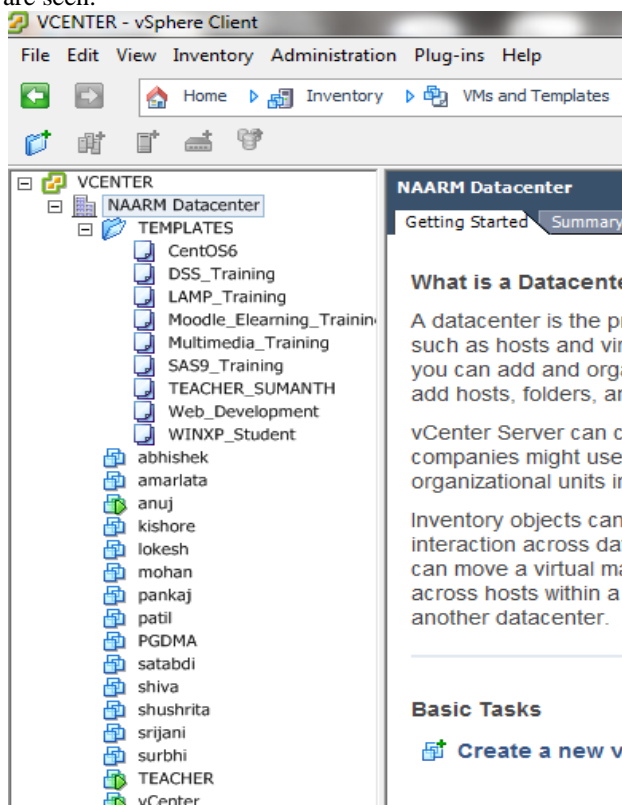 are seen.
VCENTER - vSphere Client
File Edit View Inventory Administration Plug-ins Help
Home Inventory VMs and Templates
VCENTER
NAARM Datacenter
TEMPLATES
CentOS6
DSS_Training
LAMP_Training
Moodle_Elearning_Trainin
Multimedia_Training
SAS9_Training
TEACHER_SUMANTH
Web_Development
WINXP_Student
abhishek
amarlata
anuj
kishore
lokesh
mohan
pankaj
patil
PGDMA
satabdi
shiva
shushrita
srijani
surbhi
TEACHER
vCenter
NAARM Datacenter
Getting Started Summary
What is a Datacente
A datacenter is the p
such as hosts and vir
you can add and orga
add hosts, folders, a
vCenter Server can c
companies might use
organizational units i
Inventory objects can
interaction across da
can move a virtual ma
across hosts within a
another datacenter.
Basic Tasks
Create a new v